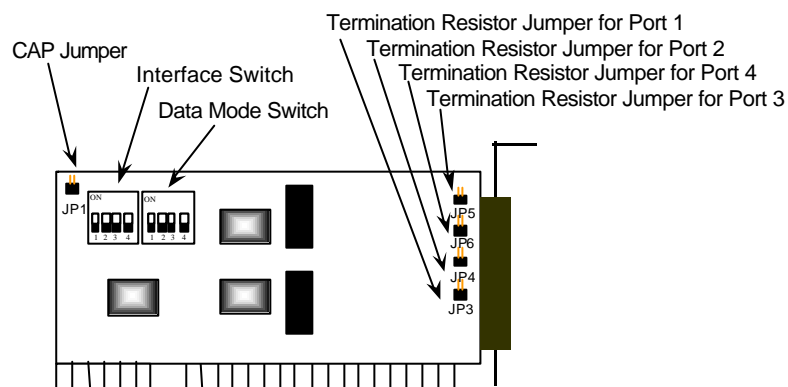 Termination Resistor Jumper for Port 1
CAP Jumper
Termination Resistor Jumper for Port 2
Interface Switch
Termination Resistor Jumper for Port 4
Data Mode Switch
Termination Resistor Jumper for Port 3
JP1
ON
1 2 3 4
ON
1 2 3 4
JP5
JP6
JP4
JP3